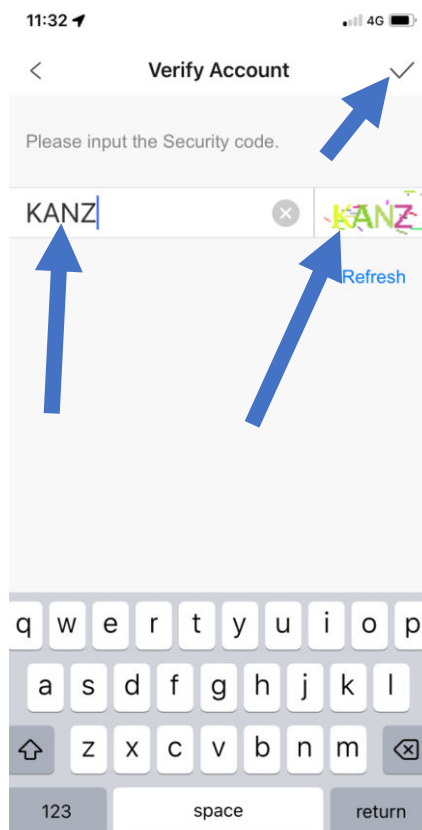 11:32 4G
Verify Account
Please input the Security code.
KANZ KANZ
Refresh
q w e r t y u i o p
a s d f g h j k l
z x c v b n m
123 space return